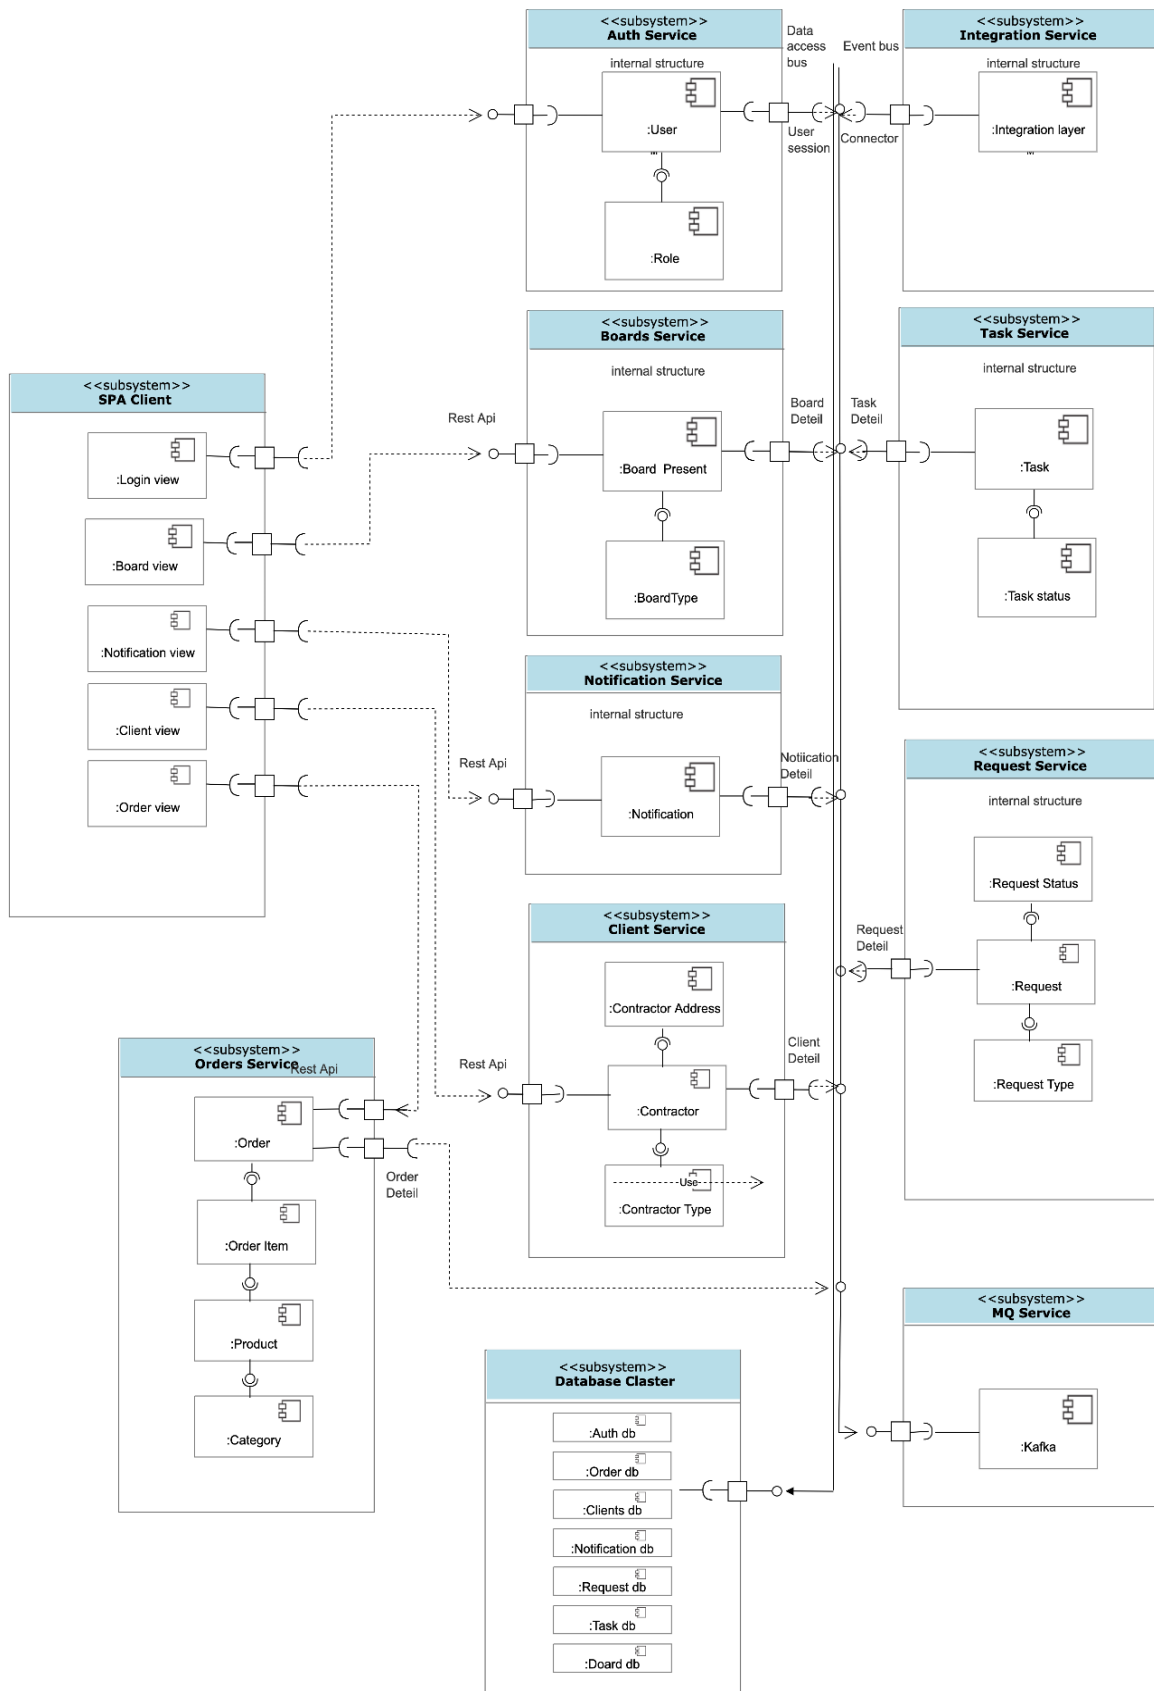 <<subsystem>>
Auth Service
internal structure
:User
:Role
Data
access
bus
Event bus
User
session
Connector
<<subsystem>>
Integration Service
internal structure
:Integration layer
<<subsystem>>
SPA Client
:Login view
:Board view
:Notification view
:Client view
:Order view
<<subsystem>>
Boards Service
internal structure
Rest Api
:Board Present
:BoardType
Board
Deteil
Task
Deteil
<<subsystem>>
Task Service
internal structure
:Task
:Task status
<<subsystem>>
Notification Service
internal structure
Rest Api
:Notification
Notiication
Deteil
<<subsystem>>
Request Service
internal structure
:Request Status
Request
Deteil
:Request
:Request Type
<<subsystem>>
Client Service
:Contractor Address
Rest Api
:Contractor
Client
Deteil
Use
:Contractor Type
<<subsystem>>
Orders Service
Rest Api
:Order
Order
Deteil
:Order Item
:Product
:Category
<<subsystem>>
MQ Service
:Kafka
<<subsystem>>
Database Claster
:Auth db
:Order db
:Clients db
:Notification db
:Request db
:Task db
:Doard db